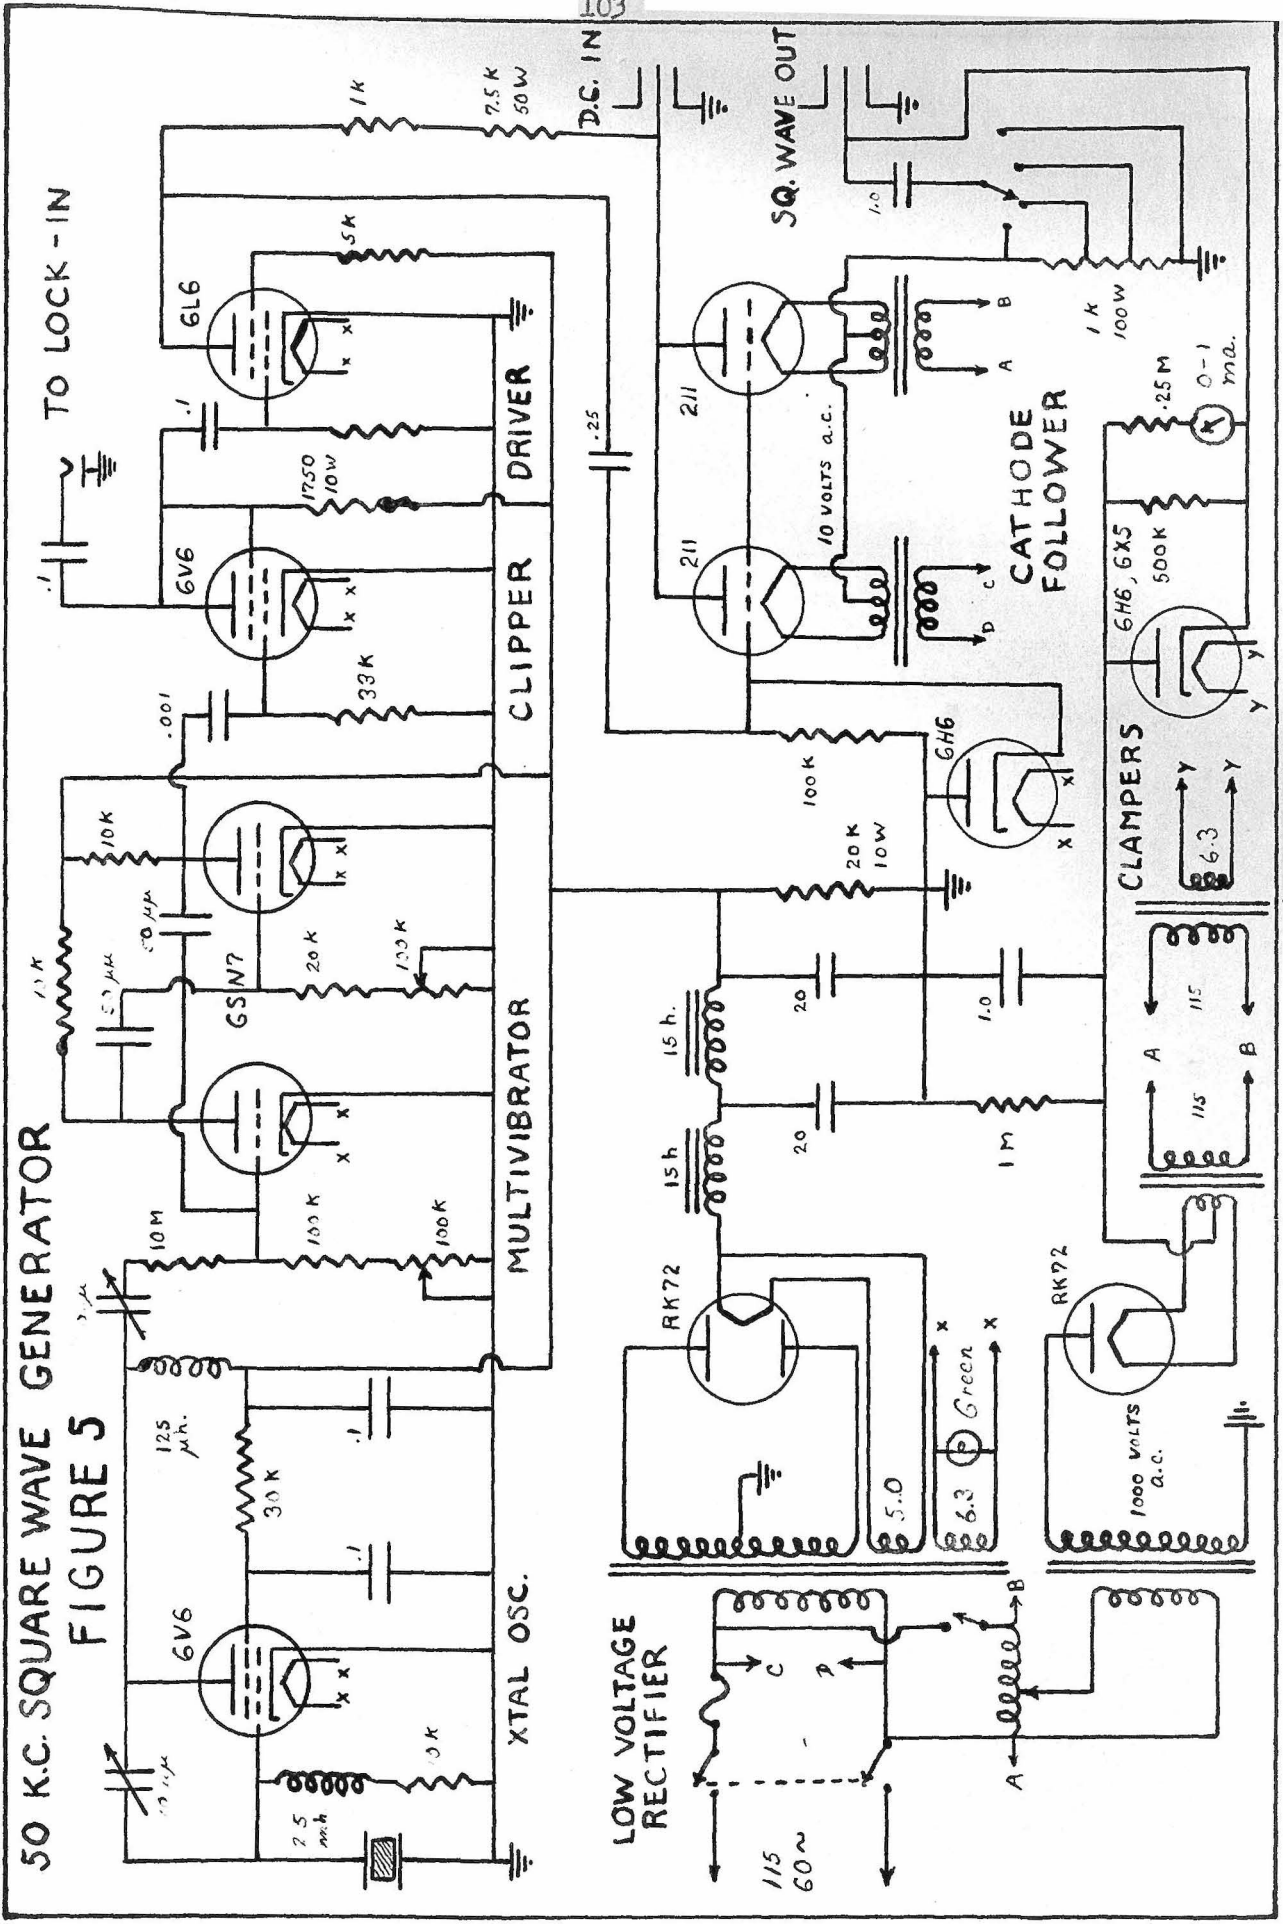 103
50 K.C. SQUARE WAVE GENERATOR
FIGURE 5
TO LOCK-IN
.1
6V6
25
mh
30K
.1
.1
125
μh.
10M
100K
100K
6SN7
20K
100K
10K
.001
33K
6V6
1750
10W
.1
6L6
5K
1K
7.5K
50W
x x
x x
x x
x x
x x
XTAL OSC.
MULTIVIBRATOR
CLIPPER
DRIVER
D.C. IN
SQ. WAVE OUT
.25
211
211
10 VOLTS a.c.
D C
A B
1.0
1K
100W
CATHODE
FOLLOWER
LOW VOLTAGE
RECTIFIER
115
60~
C
D
A
B
RK72
5.0
6.3
P
Green
x
x
15h
15h.
20
20
20K
10W
100K
6H6
x x
1M
1.0
1000 VOLTS
a.c.
RK72
115
A
B
115
6.3
Y
Y
CLAMPERS
6H6, 6X5
Y Y
500K
.25M
0-1
ma.